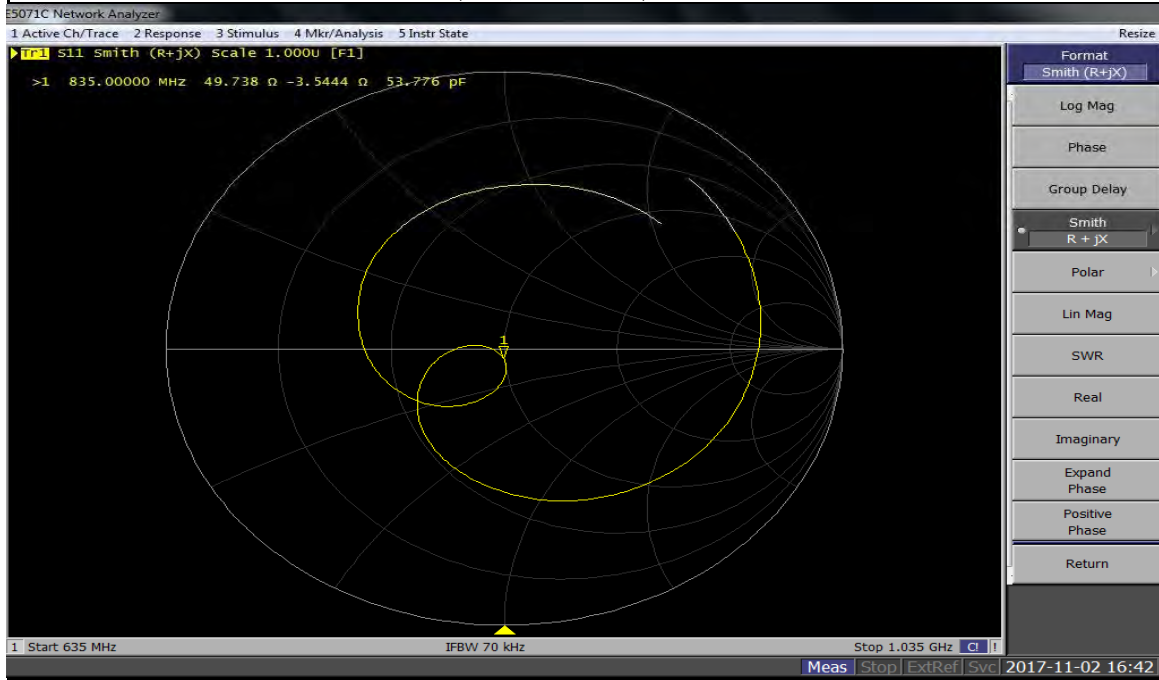 E5071C Network Analyzer
1 Active Ch/Trace 2 Response 3 Stimulus 4 Mkr/Analysis 5 Instr State Resize
Tr1 S11 Smith (R+jX) Scale 1.000U [F1]
>1 835.00000 MHz 49.738 Ω -3.5444 Ω 53.776 pF
1
Format
Smith (R+jX)
Log Mag
Phase
Group Delay
Smith
R + jX
Polar
Lin Mag
SWR
Real
Imaginary
Expand
Phase
Positive
Phase
Return
1 Start 635 MHz IFBW 70 kHz Stop 1.035 GHz C! !
Meas Stop ExtRef Svc 2017-11-02 16:42